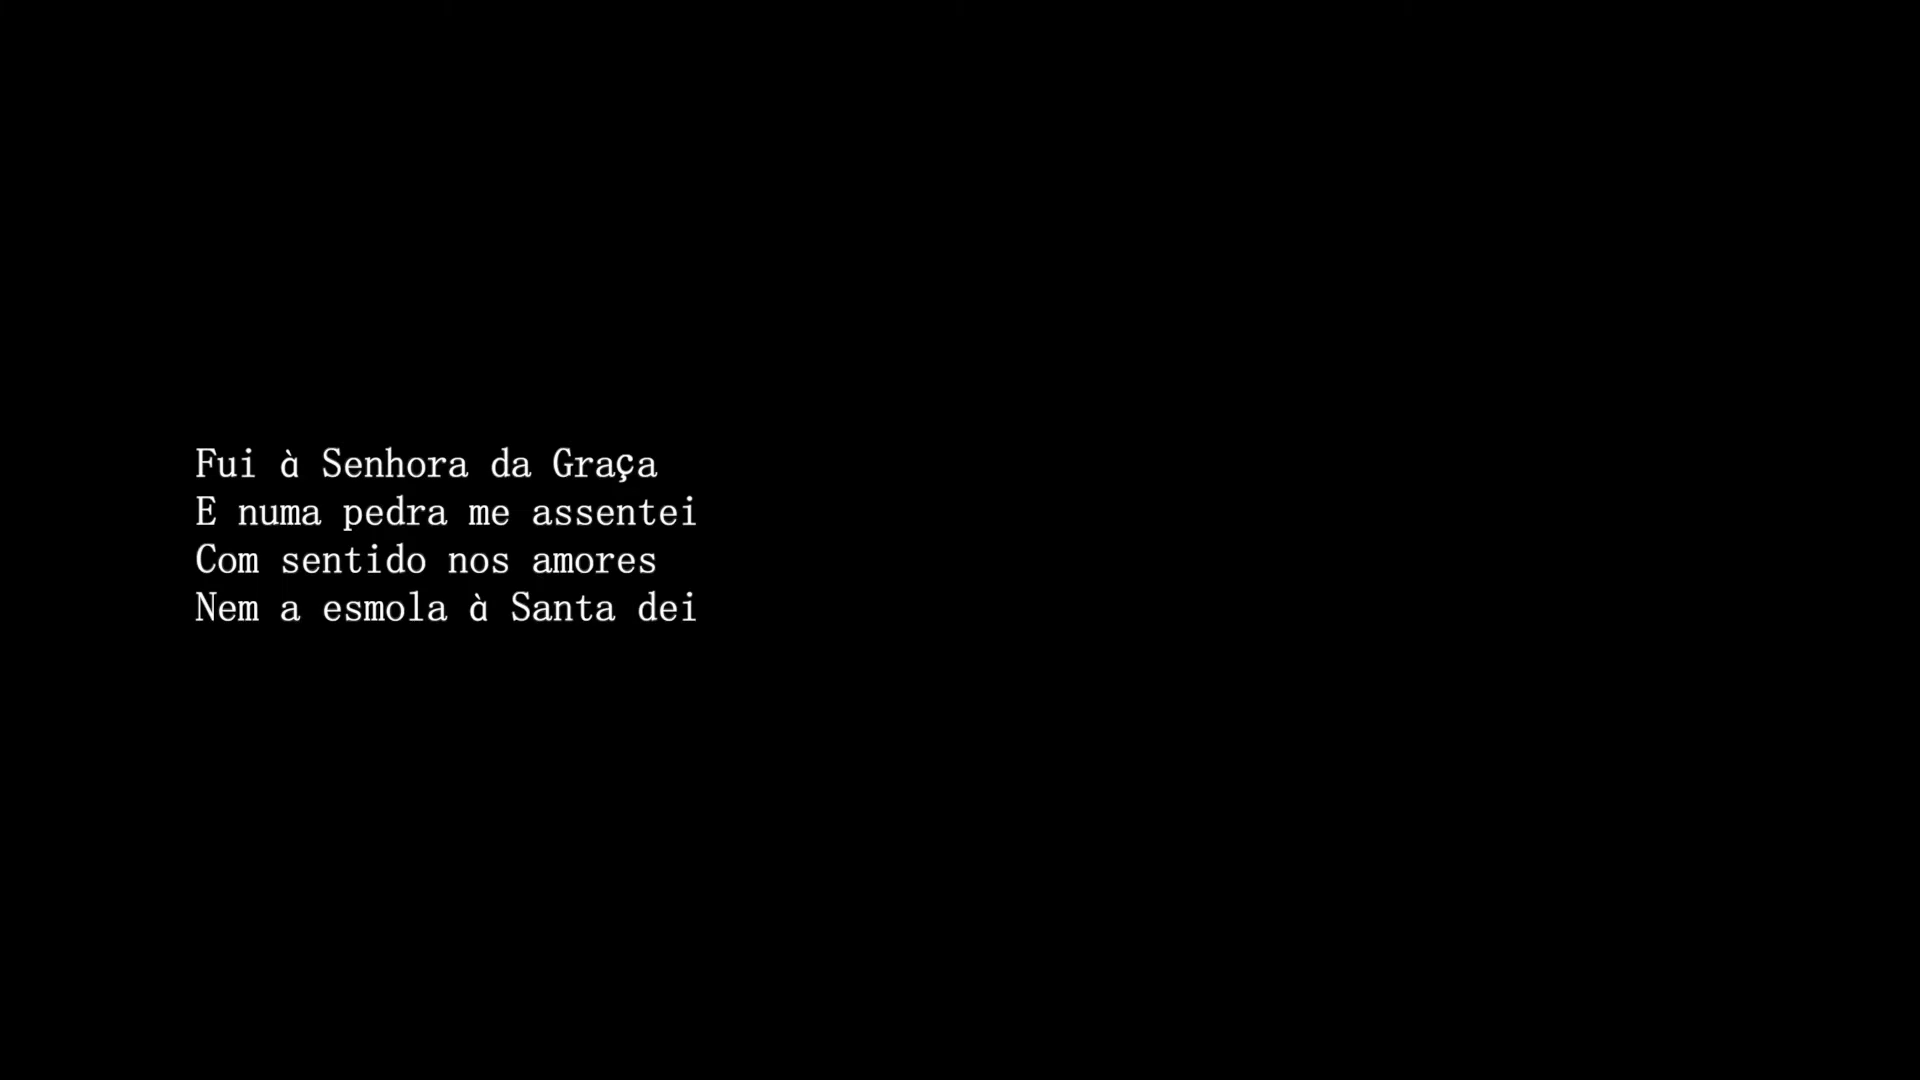 Fui à Senhora da Graça
E numa pedra me assentei
Com sentido nos amores
Nem a esmola à Santa dei